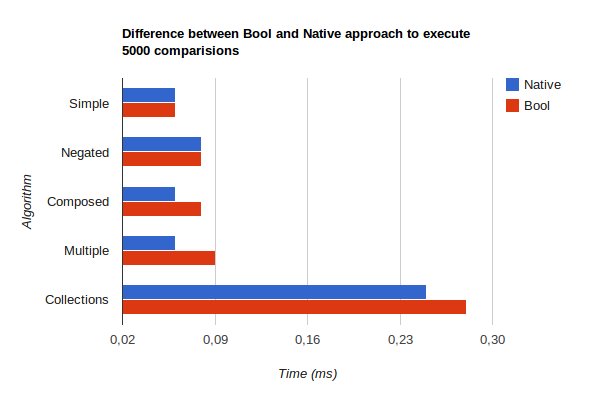 Difference between Bool and Native approach to execute
5000 comparisions
Native
Bool
Simple
Negated
Composed
Multiple
Collections
Algorithm
0,02 0,09 0,16 0,23 0,30
Time (ms)